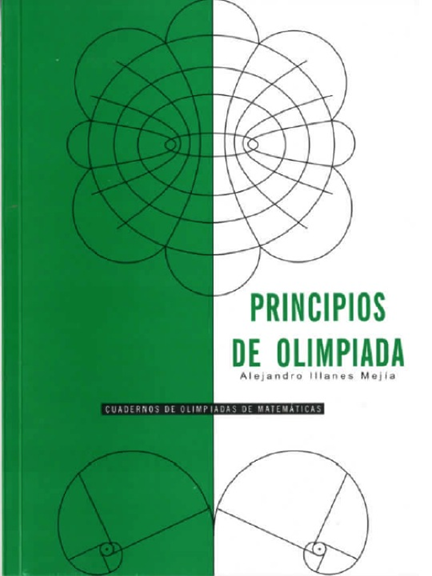 PRINCIPIOS
DE OLIMPIADA
Alejandro Illanes Mejía
CUADERNOS DE OLIMPIADAS DE MATEMÁTICAS